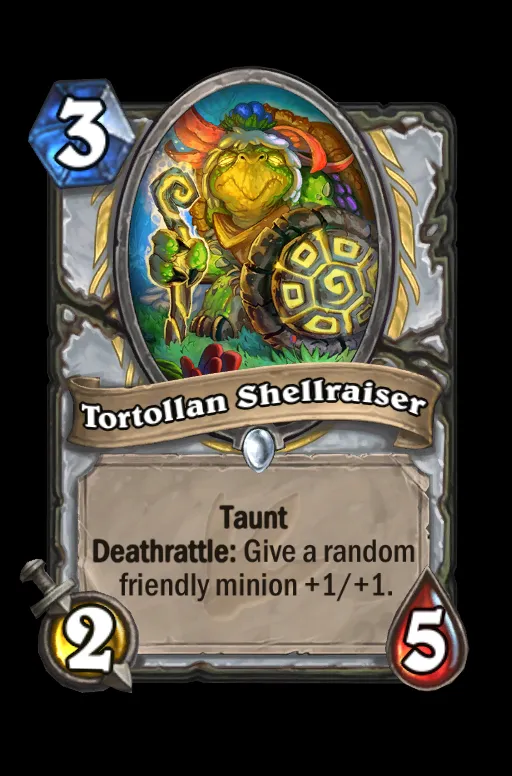 3
Tortollan Shellraiser
Taunt
Deathrattle: Give a random
friendly minion +1/+1.
2
5